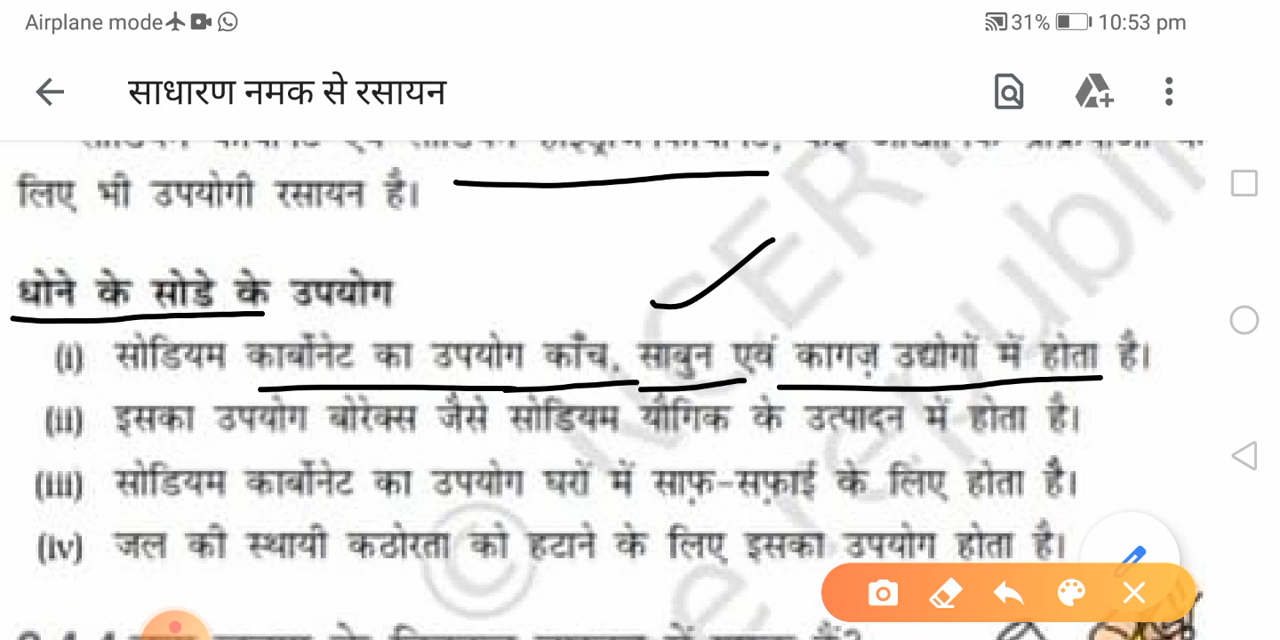 Airplane mode 31% 10:53 pm
साधारण नमक से रसायन
लिए भी उपयोगी रसायन है।
धोने के सोडे के उपयोग
(i) सोडियम कार्बोनेट का उपयोग काँच, साबुन एवं कागज़ उद्योगों में होता है।
(ii) इसका उपयोग बोरेक्स जैसे सोडियम यौगिक के उत्पादन में होता है।
(iii) सोडियम कार्बोनेट का उपयोग घरों में साफ़-सफ़ाई के लिए होता है।
(iv) जल की स्थायी कठोरता को हटाने के लिए इसका उपयोग होता है।